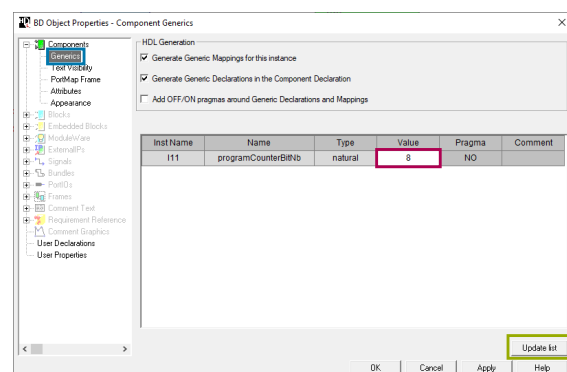 BD Object Properties - Component Generics
Components
Generics
Text Visibility
PortMap Frame
Attributes
Appearance
Blocks
Embedded Blocks
ModuleWare
ExternalIPs
Signals
Bundles
PortIOs
Frames
Comment Text
Requirement Reference
Comment Graphics
User Declarations
User Properties
HDL Generation
Generate Generic Mappings for this instance
Generate Generic Declarations in the Component Declaration
Add OFF/ON pragmas around Generic Declarations and Mappings
Inst Name Name Type Value Pragma Comment
I11 programCounterBitNb natural 8 NO
Update list
OK Cancel Apply Help